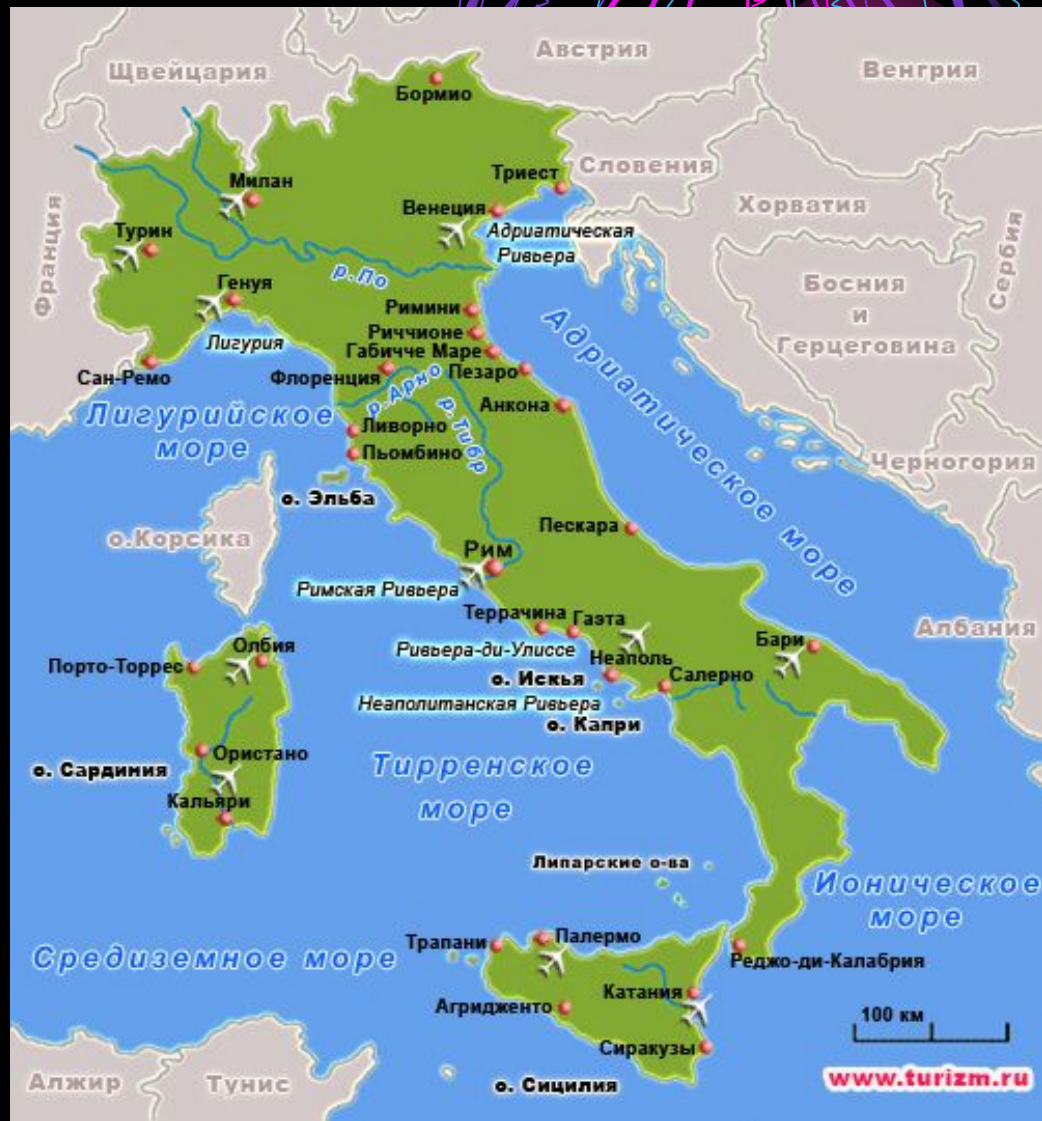 Австрия
Венгрия
Щвейцария
Бормио
Словения
Триест
Милан
Хорватия
Венеция
Адриатическая
Ривьера
Турин
Франция
Сербия
р.По
Босния
и
Герцеговина
Генуя
Римини
Риччионе
Лигурия
Габичче Маре
Адриатическое море
Сан-Ремо
Флоренция
Пезаро
р.Арно
р.Тибр
Анкона
Лигурийское
море
Ливорно
Пьомбино
Черногория
о. Эльба
о.Корсика
Пескара
Рим
Римская Ривьера
Террачина
Гаэта
Албания
Олбия
Порто-Торрес
Ривьера-ди-Улиссе
Бари
Неаполь
о. Искья
Салерно
Неаполитанская Ривьера
о. Капри
Ористано
о. Сардиния
Тирренское
море
Кальяри
Липарские о-ва
Ионическое
море
Трапани
Палермо
Средиземное море
Реджо-ди-Калабрия
Катания
Агридженто
100 км
Сиракузы
Алжир
Тунис
о. Сицилия
www.turizm.ru